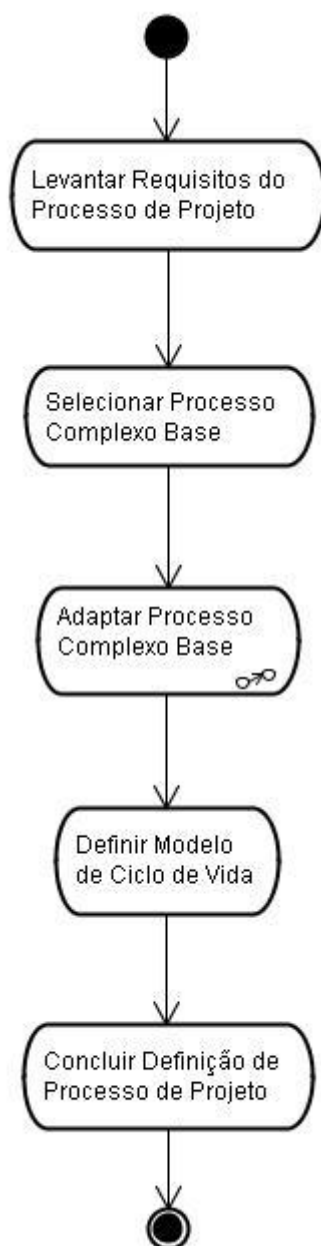 Levantar Requisitos do
Processo de Projeto
Selecionar Processo
Complexo Base
Adaptar Processo
Complexo Base
Definir Modelo
de Ciclo de Vida
Concluir Definição de
Processo de Projeto